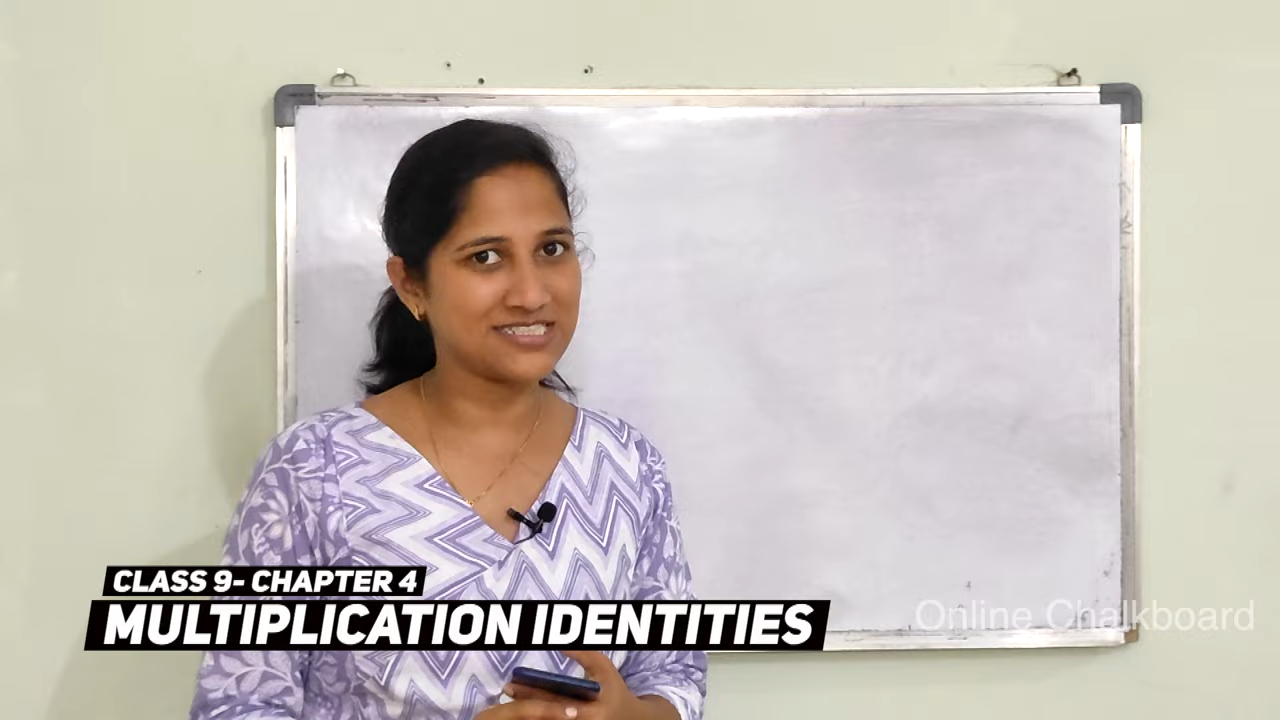 CLASS 9- CHAPTER 4
MULTIPLICATION IDENTITIES
Online Chalkboard